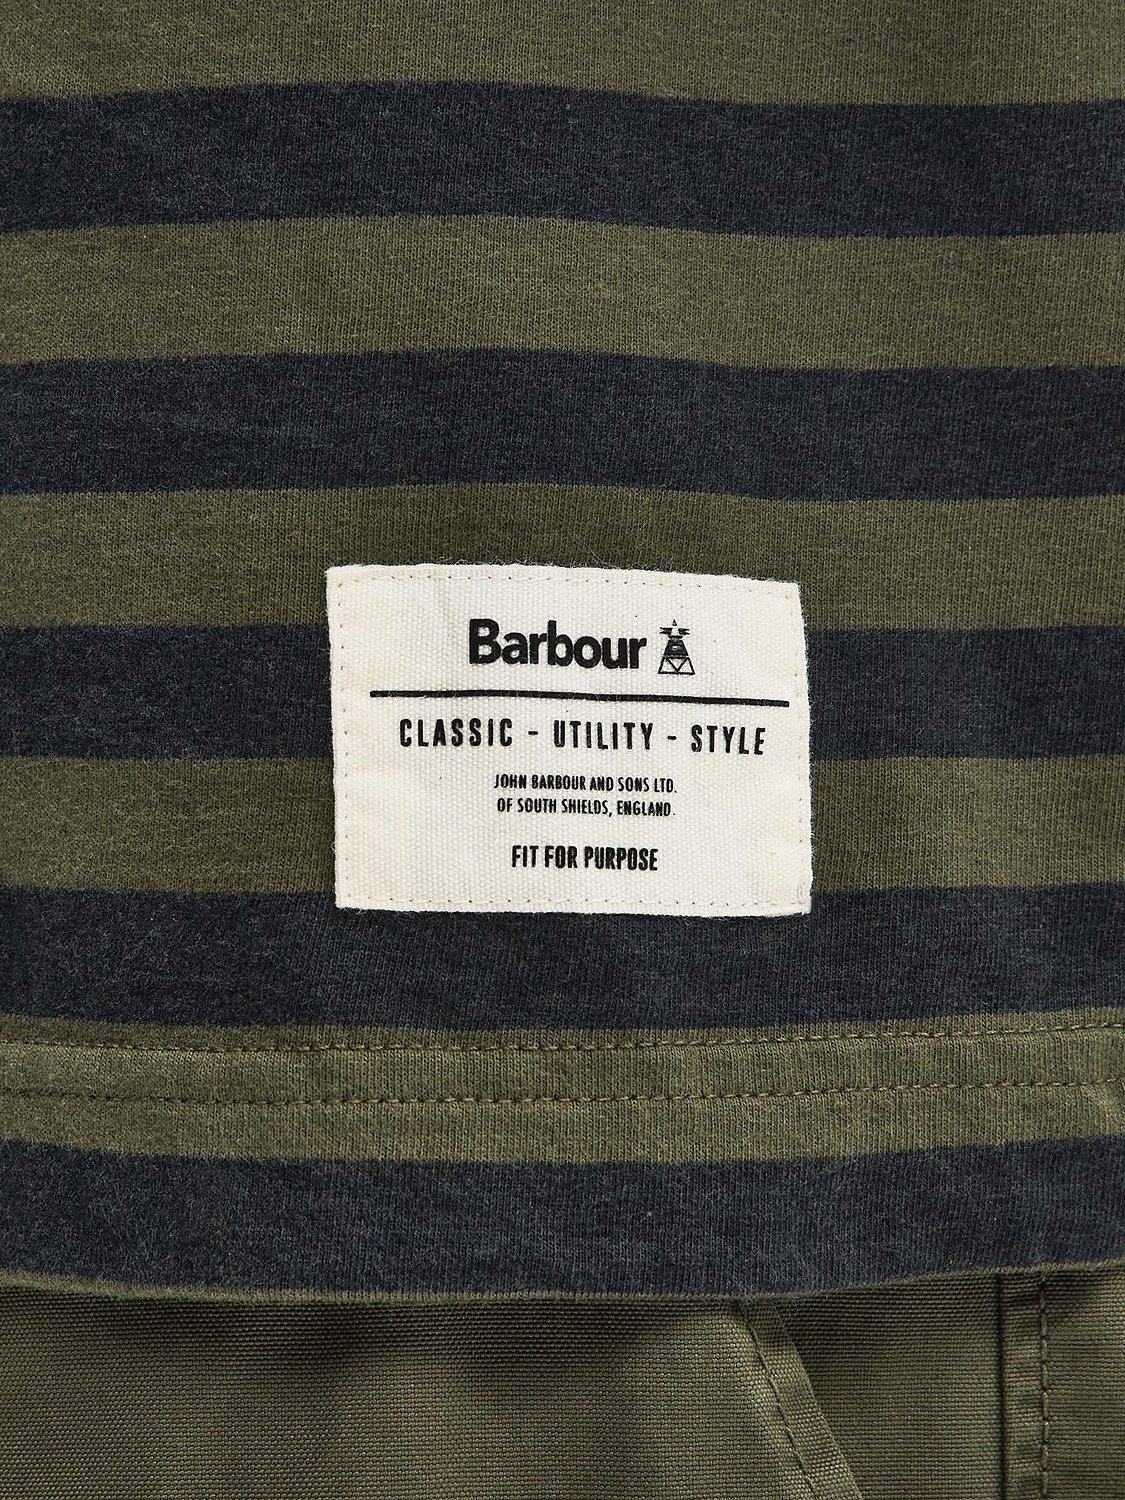 Barbour
CLASSIC - UTILITY - STYLE
JOHN BARBOUR AND SONS LTD.
OF SOUTH SHIELDS, ENGLAND.
FIT FOR PURPOSE